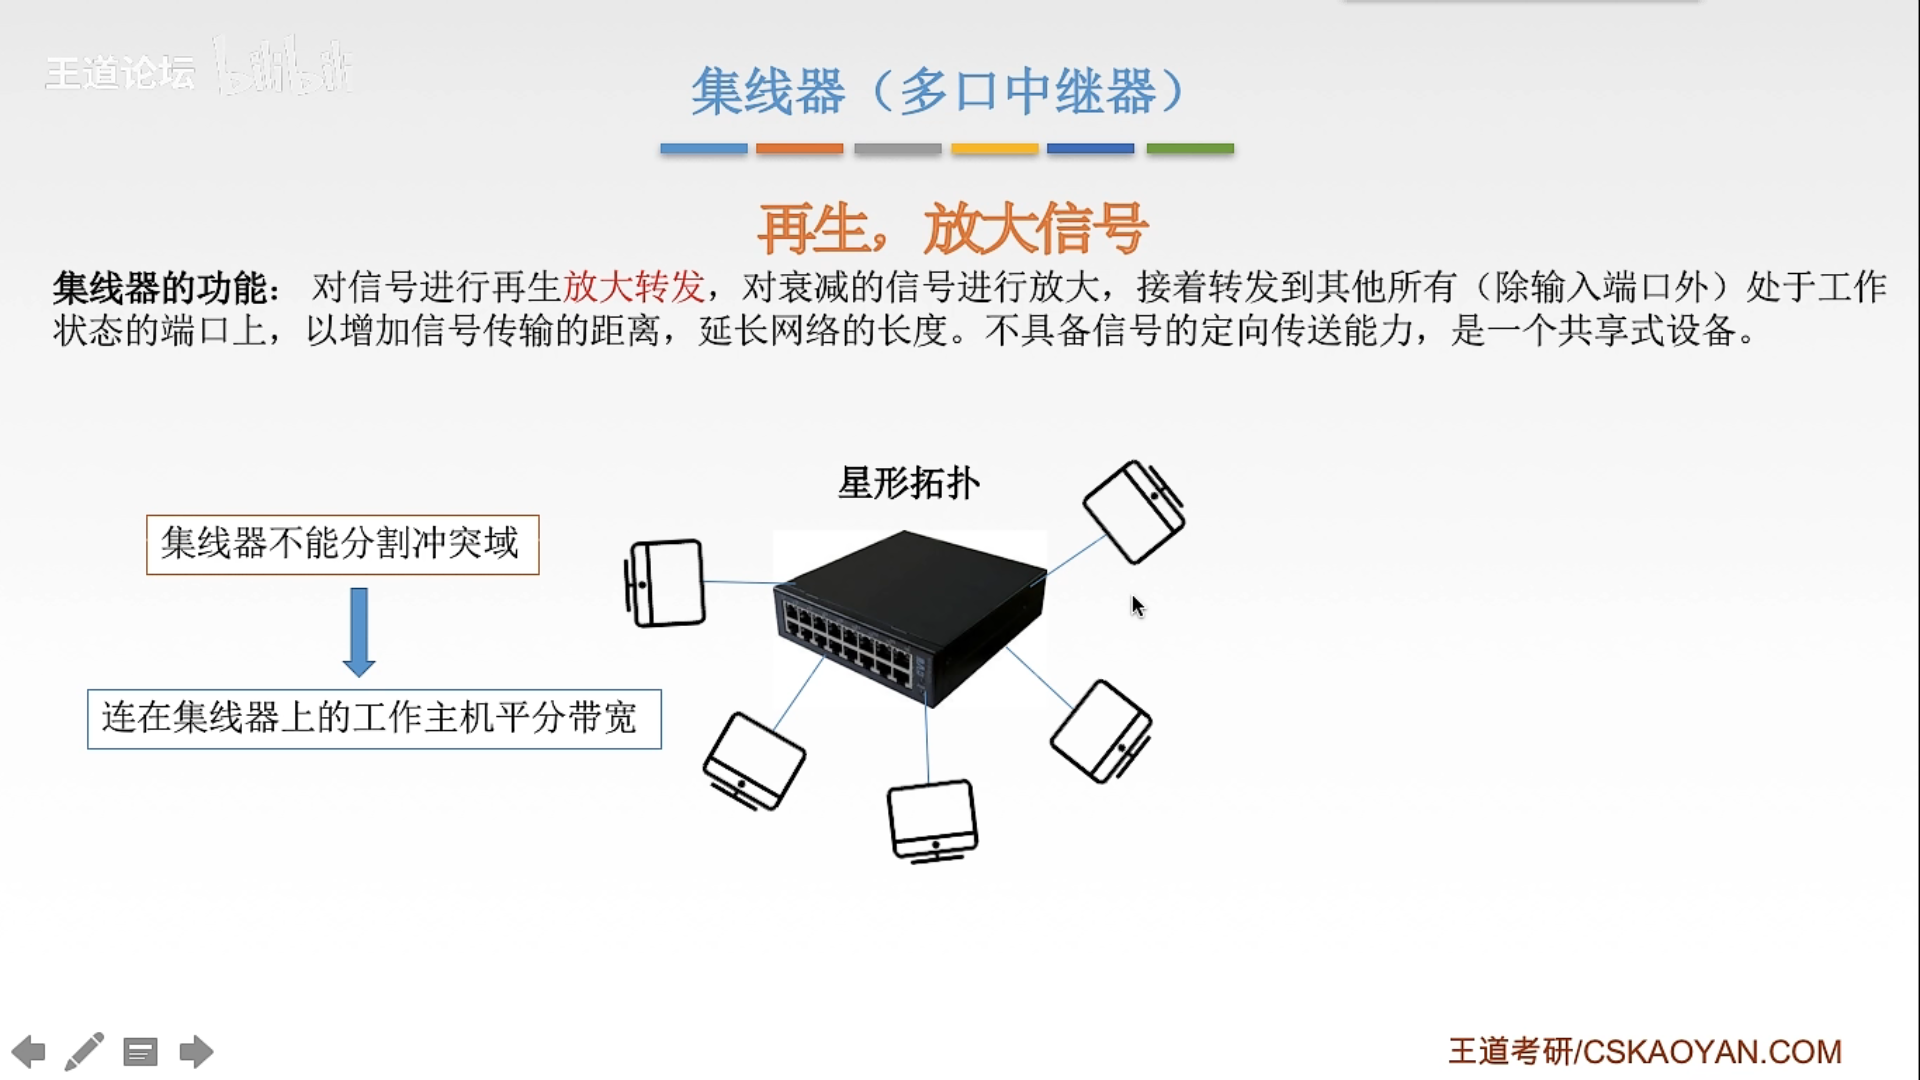 王道论坛 bilibili
集线器（多口中继器）
再生，放大信号
集线器的功能： 对信号进行再生放大转发，对衰减的信号进行放大，接着转发到其他所有（除输入端口外）处于工作
状态的端口上，以增加信号传输的距离，延长网络的长度。不具备信号的定向传送能力，是一个共享式设备。
星形拓扑
集线器不能分割冲突域
连在集线器上的工作主机平分带宽
王道考研/CSKAOYAN.COM